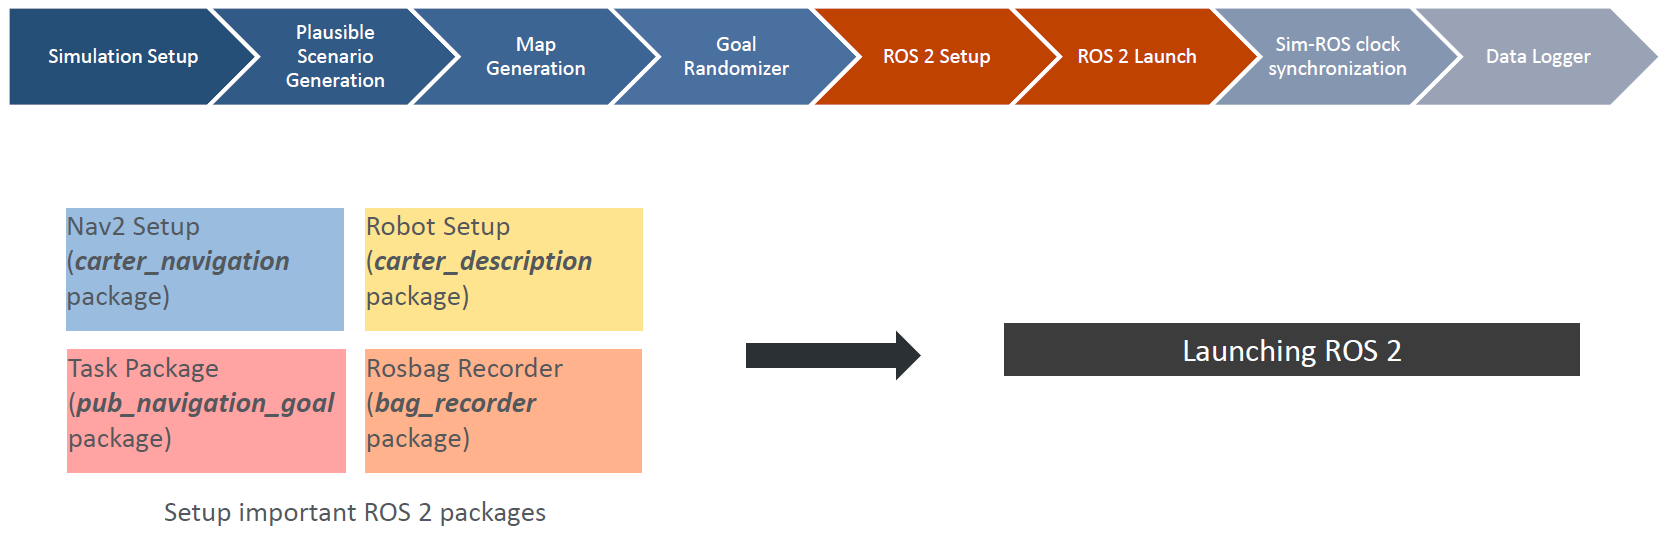 Simulation Setup
Plausible
Scenario
Generation
Map
Generation
Goal
Randomizer
ROS 2 Setup
ROS 2 Launch
Sim-ROS clock
synchronization
Data Logger
Nav2 Setup
(carter_navigation
package)
Robot Setup
(carter_description
package)
Task Package
(pub_navigation_goal
package)
Rosbag Recorder
(bag_recorder
package)
Setup important ROS 2 packages
Launching ROS 2